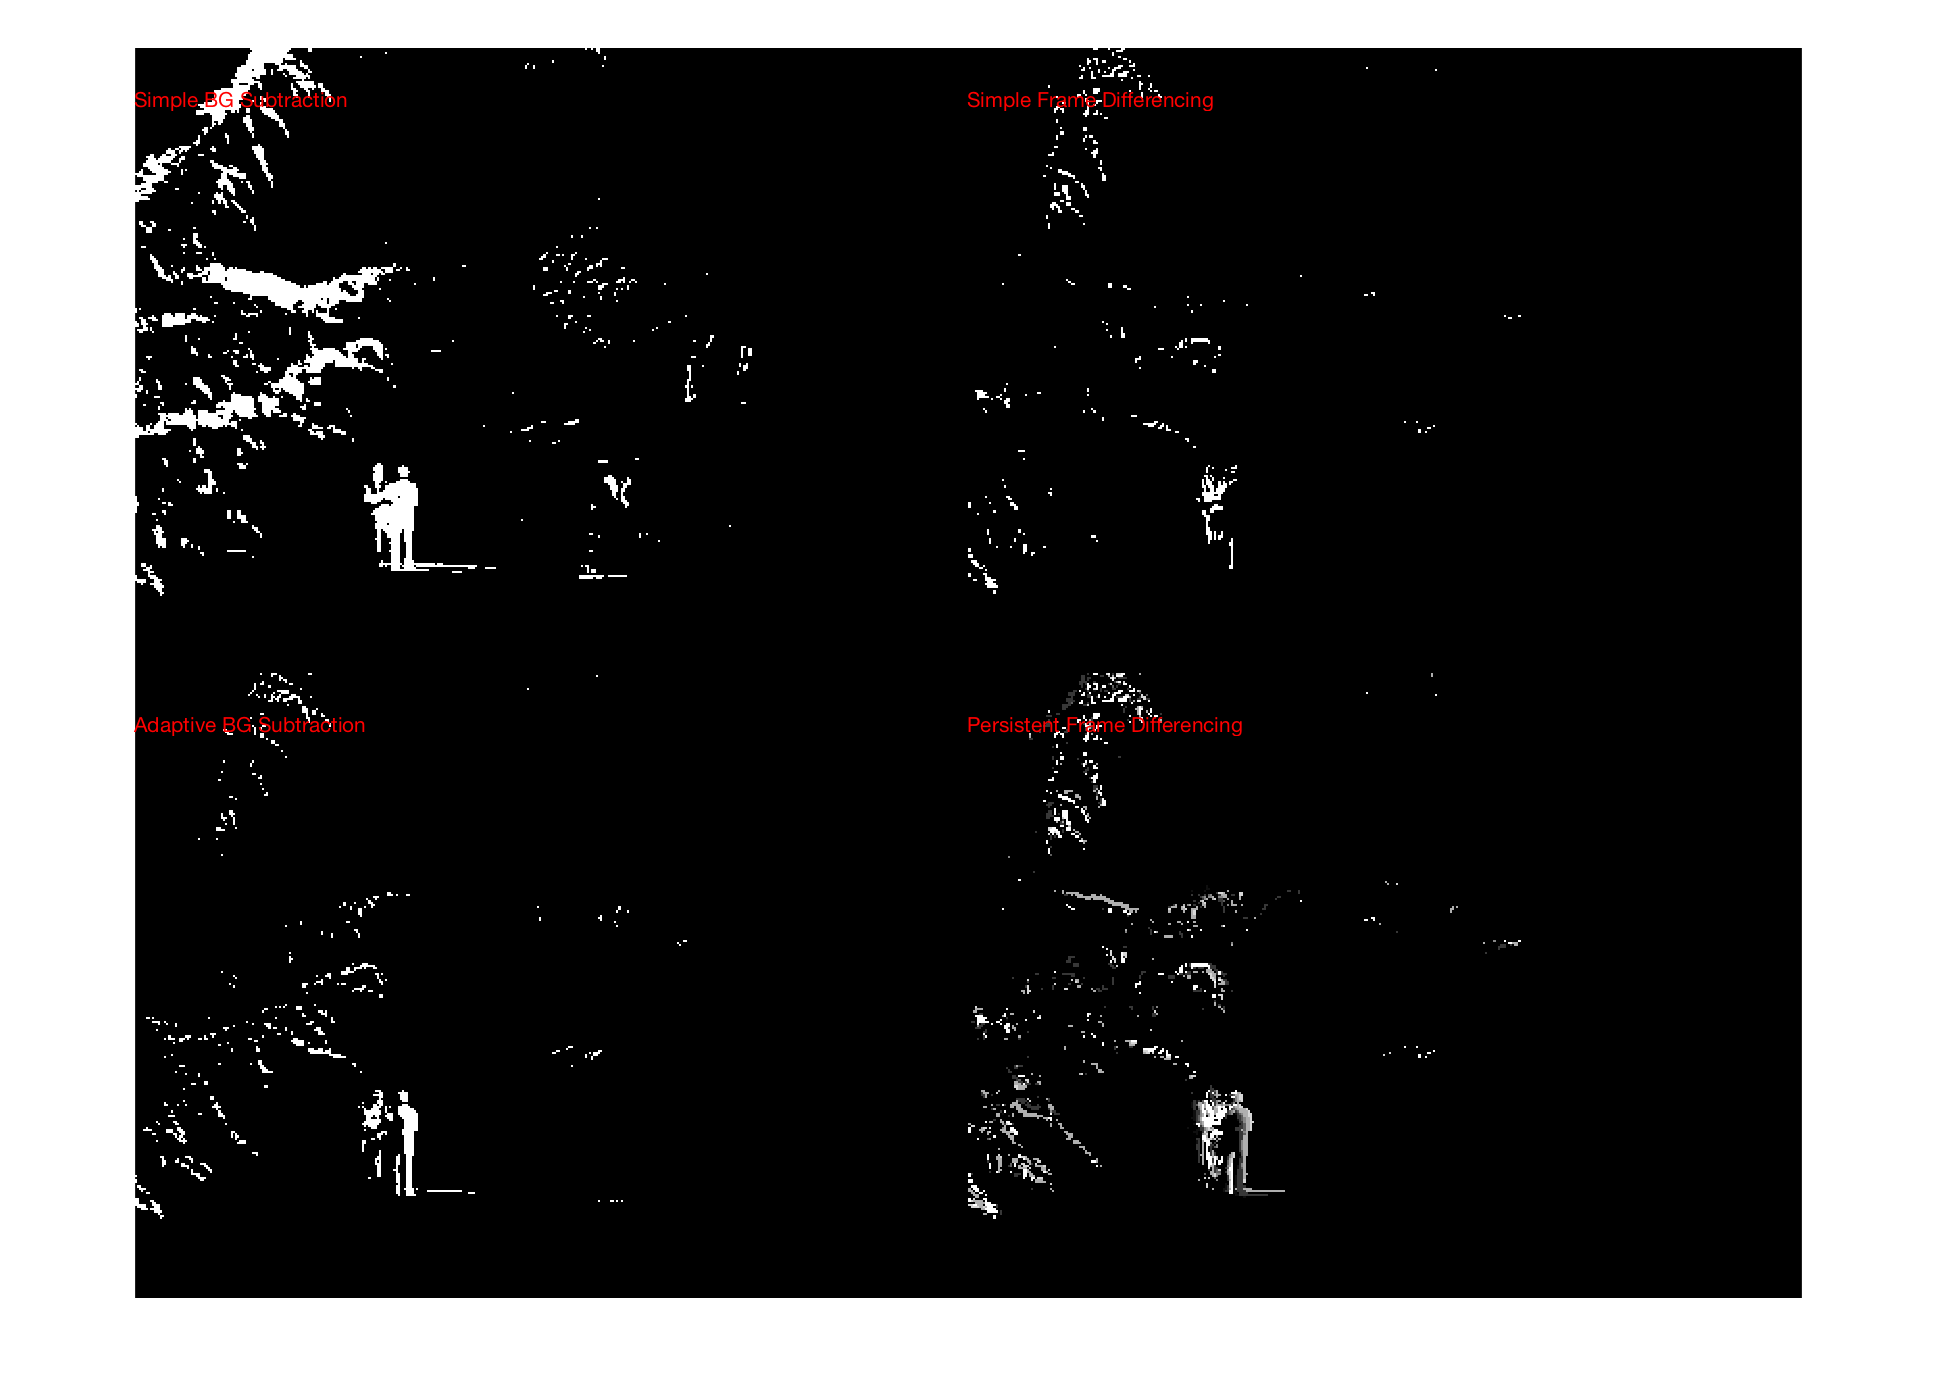 Simple BG Subtraction
Simple Frame Differencing
Adaptive BG Subtraction
Persistent Frame Differencing